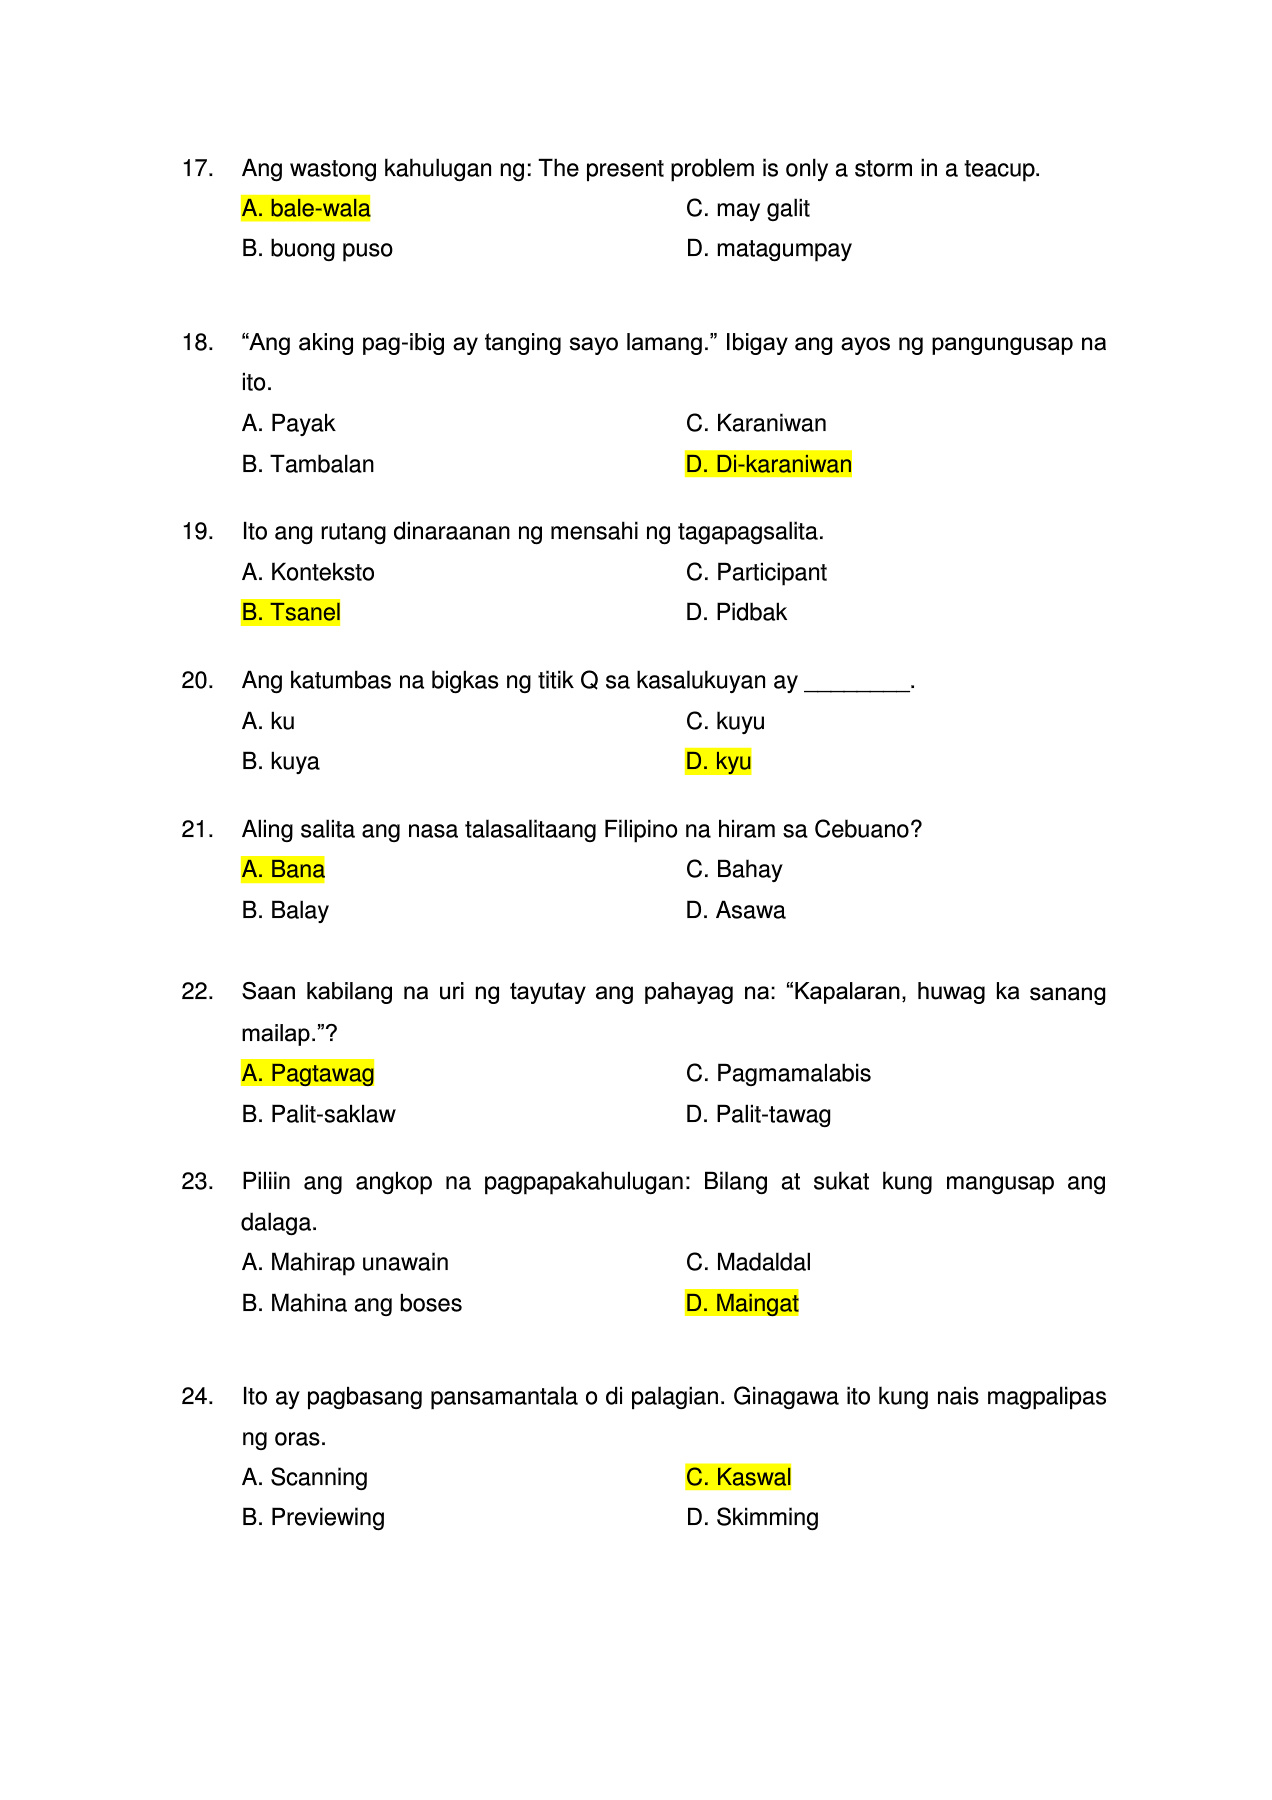 17. Ang wastong kahulugan ng: The present problem is only a storm in a teacup.
A. bale-wala C. may galit
B. buong puso D. matagumpay
18. “Ang aking pag-ibig ay tanging sayo lamang.” Ibigay ang ayos ng pangungusap na
ito.
A. Payak C. Karaniwan
B. Tambalan D. Di-karaniwan
19. Ito ang rutang dinaraanan ng mensahi ng tagapagsalita.
A. Konteksto C. Participant
B. Tsanel D. Pidbak
20. Ang katumbas na bigkas ng titik Q sa kasalukuyan ay ________.
A. ku C. kuyu
B. kuya D. kyu
21. Aling salita ang nasa talasalitaang Filipino na hiram sa Cebuano?
A. Bana C. Bahay
B. Balay D. Asawa
22. Saan kabilang na uri ng tayutay ang pahayag na: “Kapalaran, huwag ka sanang
mailap.”?
A. Pagtawag C. Pagmamalabis
B. Palit-saklaw D. Palit-tawag
23. Piliin ang angkop na pagpapakahulugan: Bilang at sukat kung mangusap ang
dalaga.
A. Mahirap unawain C. Madaldal
B. Mahina ang boses D. Maingat
24. Ito ay pagbasang pansamantala o di palagian. Ginagawa ito kung nais magpalipas
ng oras.
A. Scanning C. Kaswal
B. Previewing D. Skimming